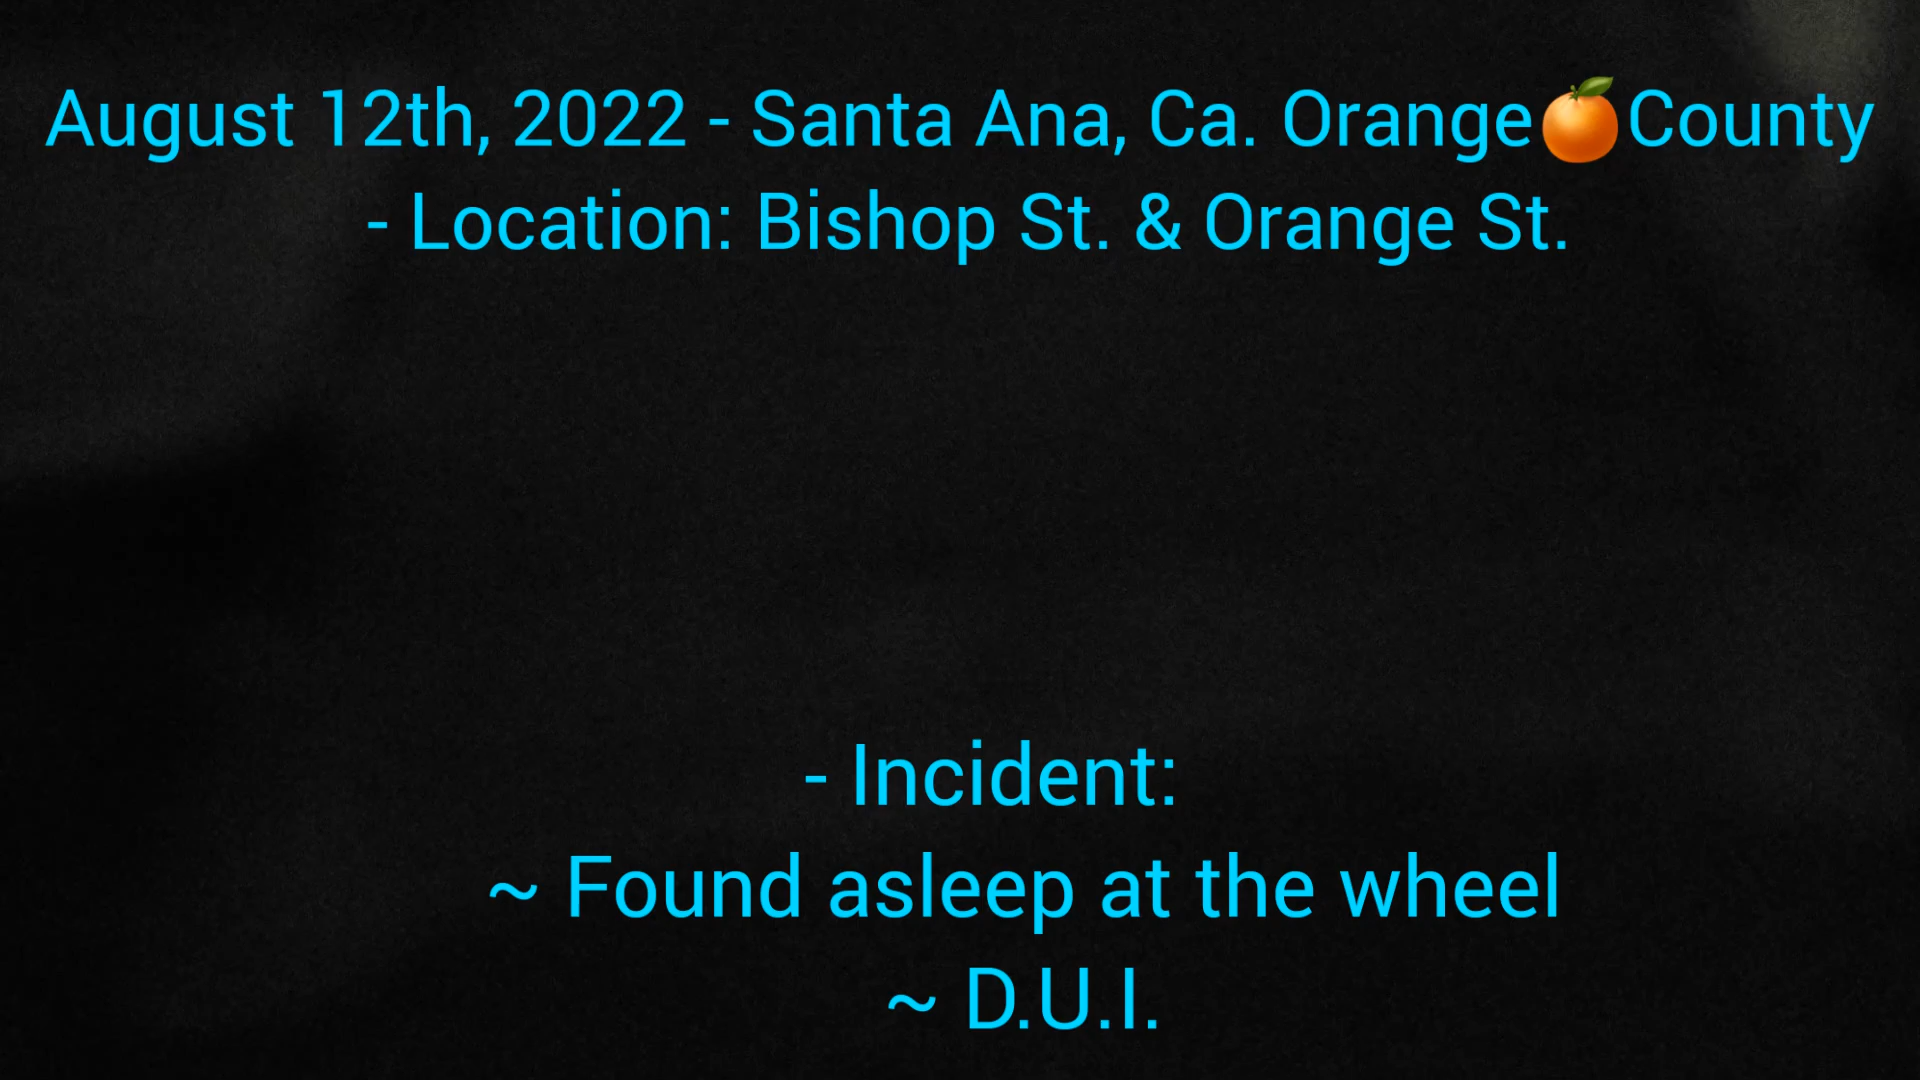 August 12th, 2022 - Santa Ana, Ca. Orange🍊County
- Location: Bishop St. & Orange St.
- Incident:
~ Found asleep at the wheel
~ D.U.I.